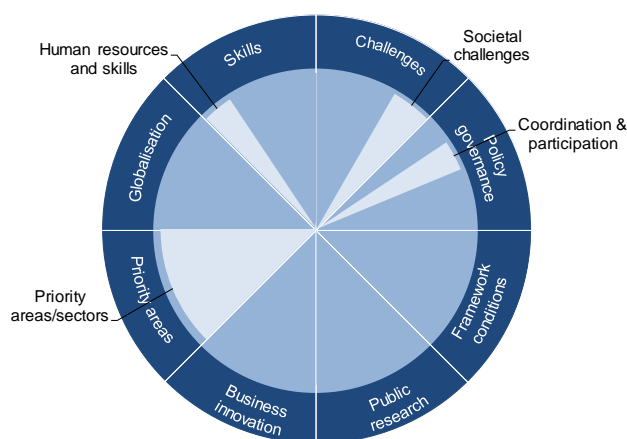 Human resources
and skills
Skills
Challenges
Societal
challenges
Globalisation
Policy
governance
Coordination &
participation
Priority areas
Priority
areas/sectors
Framework
conditions
Business
innovation
Public
research